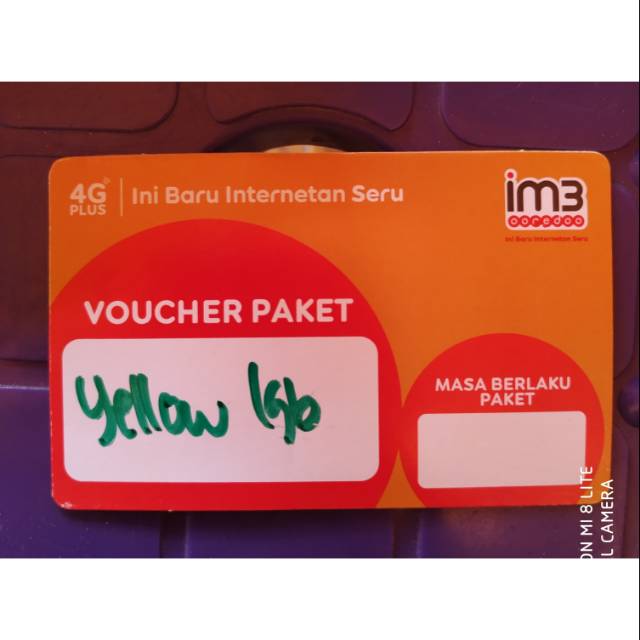 4G PLUS
Ini Baru Internetan Seru
im3
ooredoo
Ini Baru Internetan Seru
VOUCHER PAKET
Yellow 1gb
MASA BERLAKU
PAKET
ON MI 8 LITE
L CAMERA